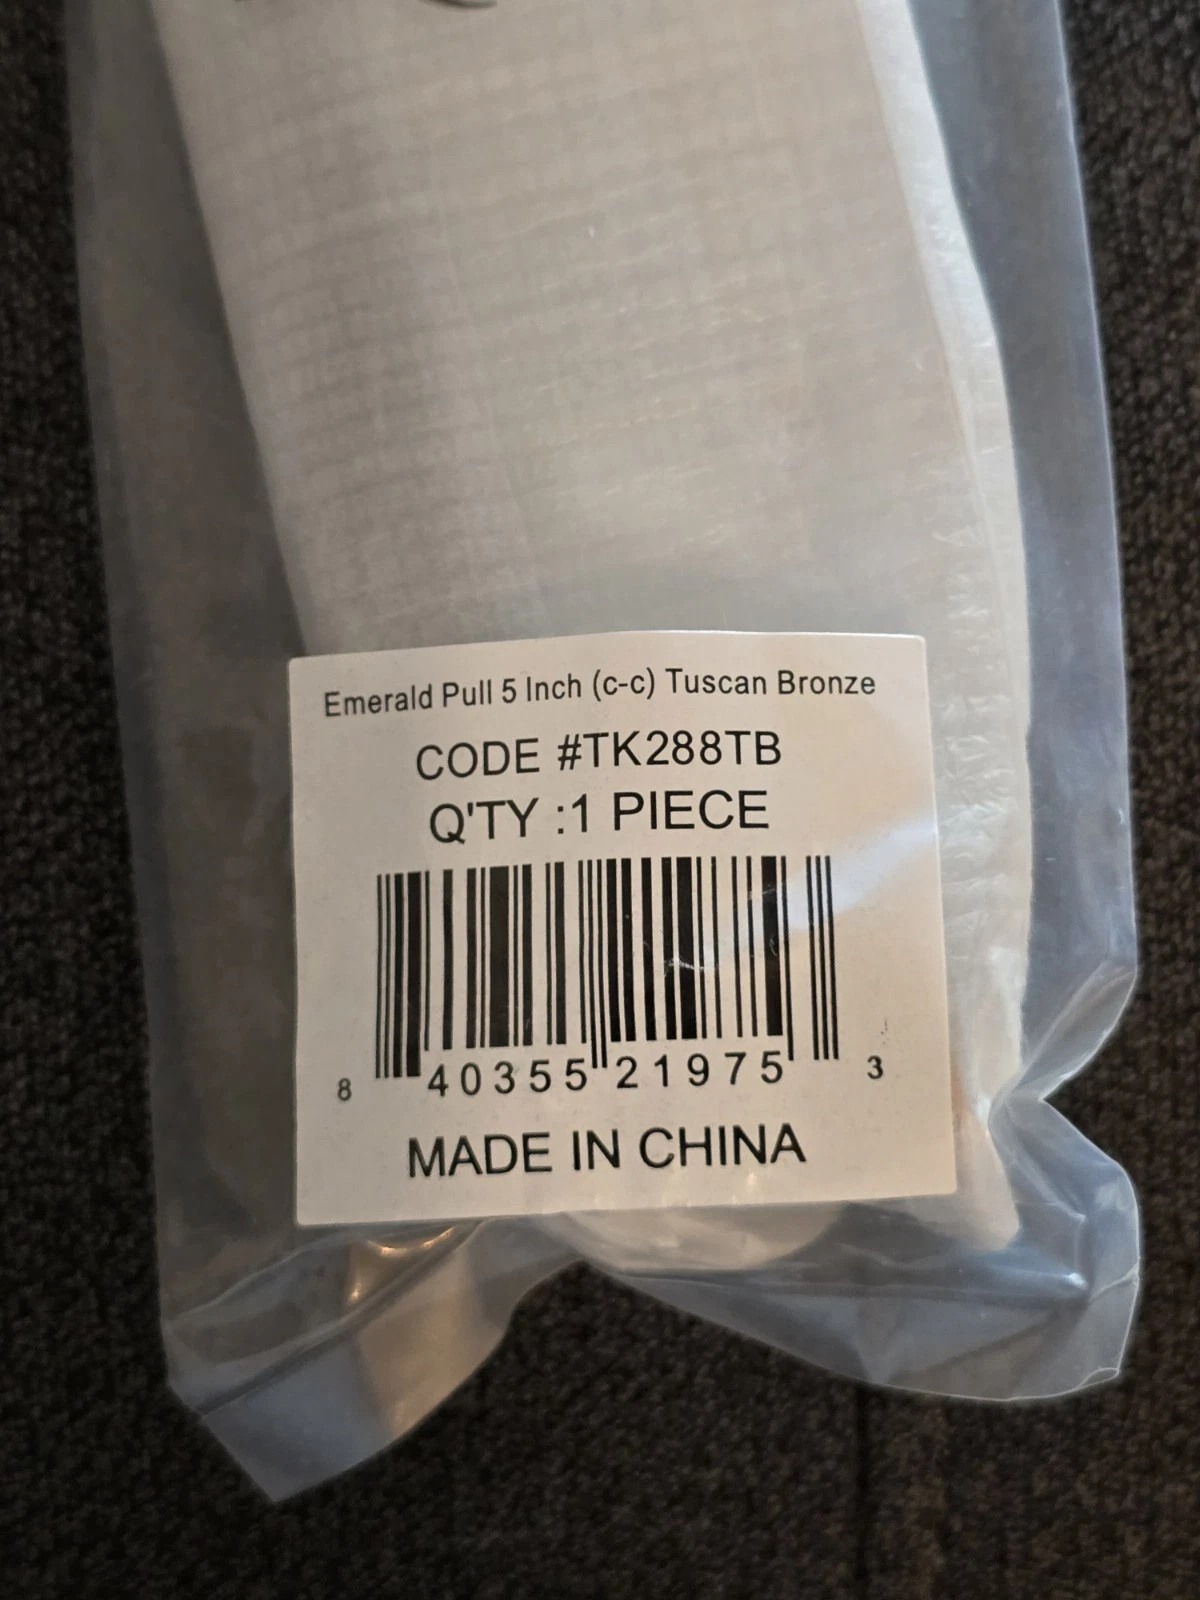 Emerald Pull 5 Inch (c-c) Tuscan Bronze
CODE #TK288TB
Q'TY :1 PIECE
8 40355 21975 3
MADE IN CHINA